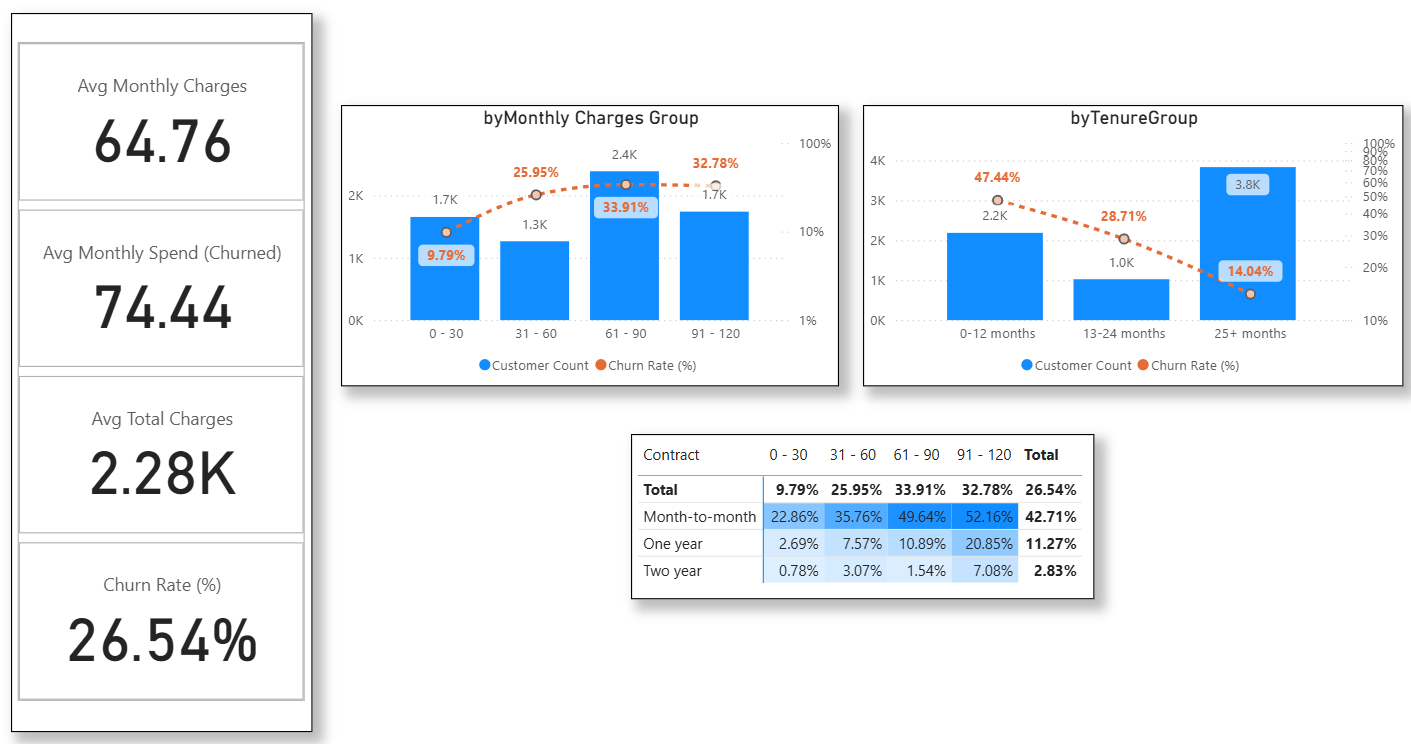 Avg Monthly Charges
64.76
Avg Monthly Spend (Churned)
74.44
Avg Total Charges
2.28K
Churn Rate (%)
26.54%
byMonthly Charges Group
100%
2.4K
32.78%
25.95%
2K
1.7K
1.7K
33.91%
1.3K
10%
9.79%
1K
0K
1%
0 - 30 31 - 60 61 - 90 91 - 120
Customer Count Churn Rate (%)
byTenureGroup
100%
90%
80%
70%
60%
50%
40%
30%
20%
10%
4K
3K
2K
1K
0K
47.44%
2.2K
28.71%
1.0K
3.8K
14.04%
0-12 months 13-24 months 25+ months
Customer Count Churn Rate (%)
Contract 0 - 30 31 - 60 61 - 90 91 - 120 Total
Total 9.79% 25.95% 33.91% 32.78% 26.54%
Month-to-month 22.86% 35.76% 49.64% 52.16% 42.71%
One year 2.69% 7.57% 10.89% 20.85% 11.27%
Two year 0.78% 3.07% 1.54% 7.08% 2.83%